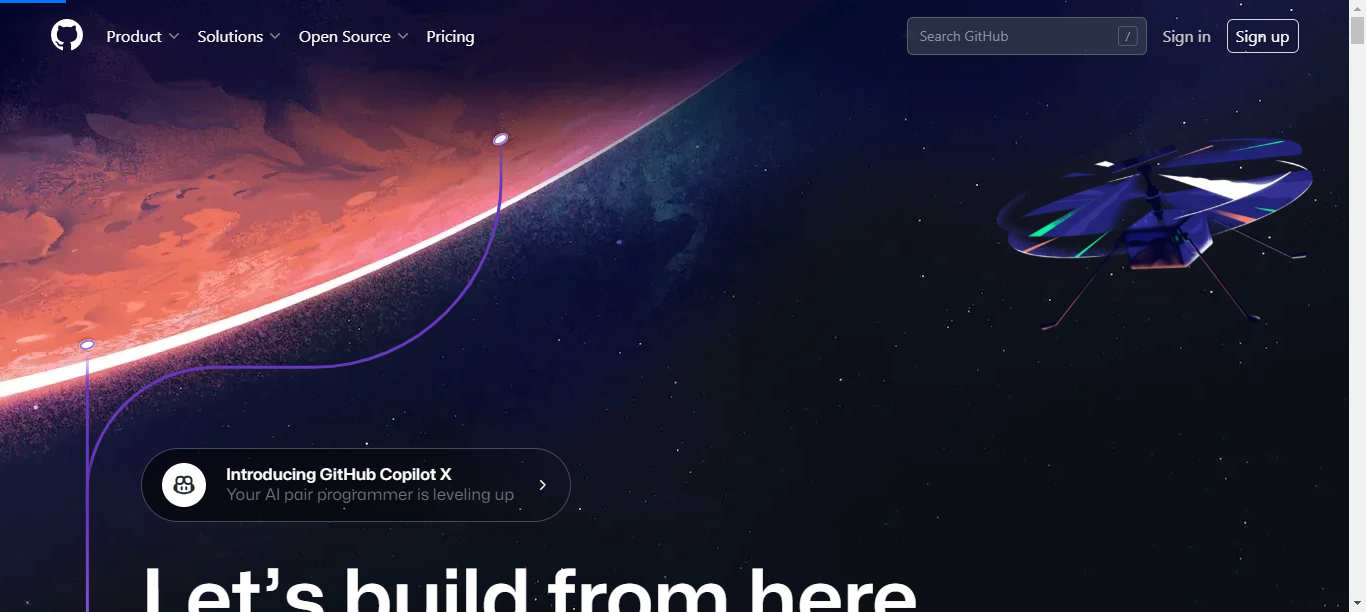 Product Solutions Open Source Pricing Search GitHub / Sign in Sign up
Introducing GitHub Copilot X
Your AI pair programmer is leveling up
Let’s build from here